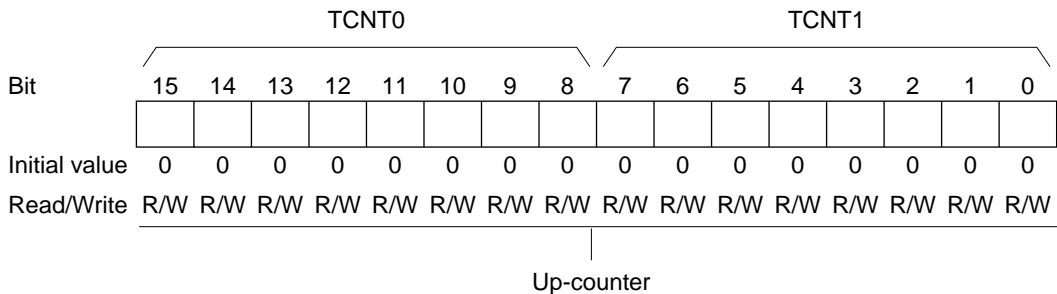 TCNT0 TCNT1
Bit 15 14 13 12 11 10 9 8 7 6 5 4 3 2 1 0
Initial value 0 0 0 0 0 0 0 0 0 0 0 0 0 0 0 0
Read/Write R/W R/W R/W R/W R/W R/W R/W R/W R/W R/W R/W R/W R/W R/W R/W R/W
Up-counter